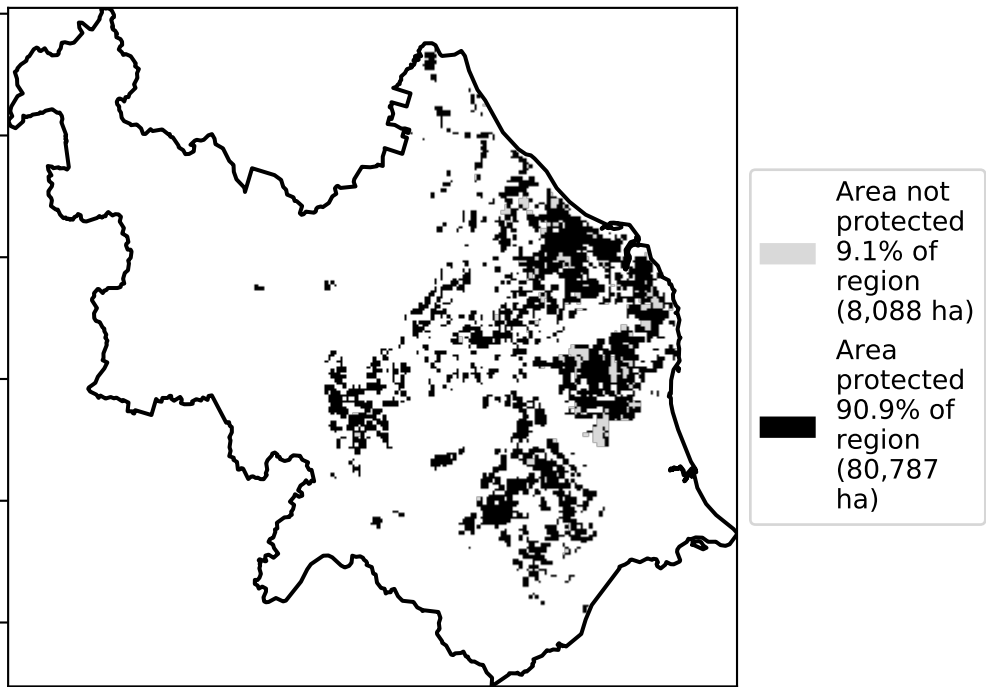 Area not
protected
9.1% of
region
(8,088 ha)
Area
protected
90.9% of
region
(80,787
ha)